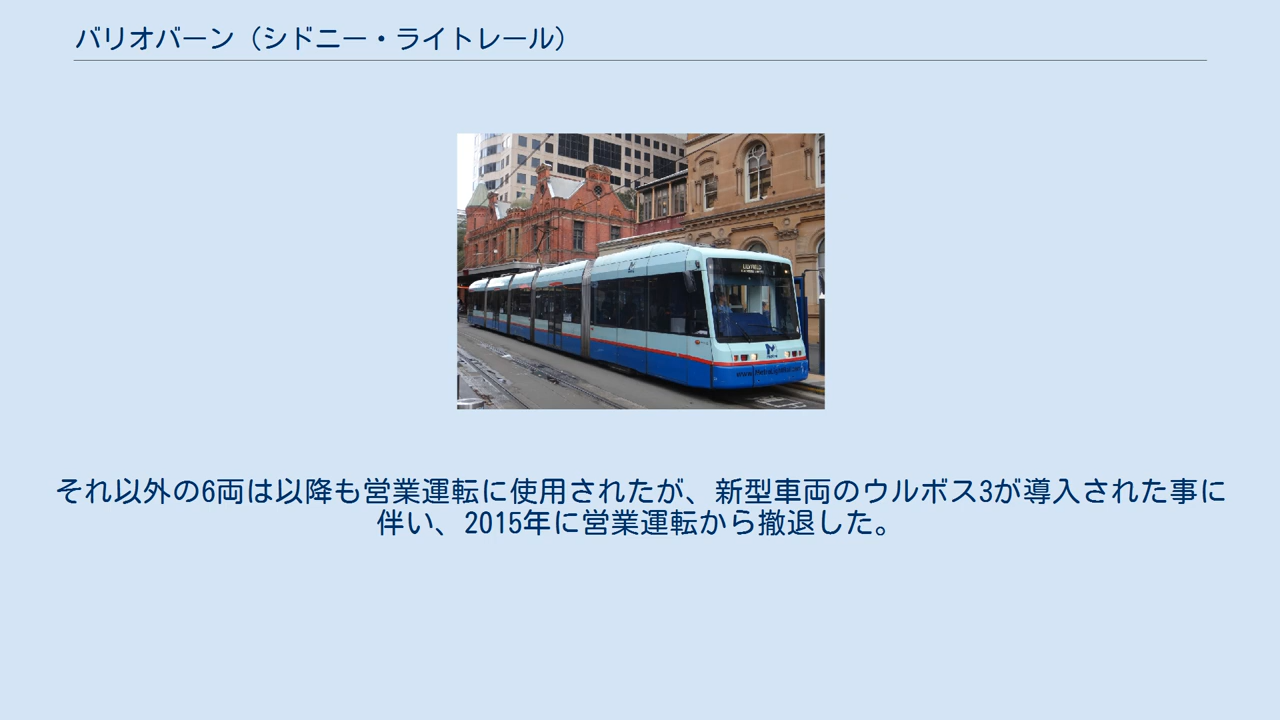 バリオバーン（シドニー・ライトレール）
それ以外の6両は以降も営業運転に使用されたが、新型車両のウルボス3が導入された事に
伴い、2015年に営業運転から撤退した。